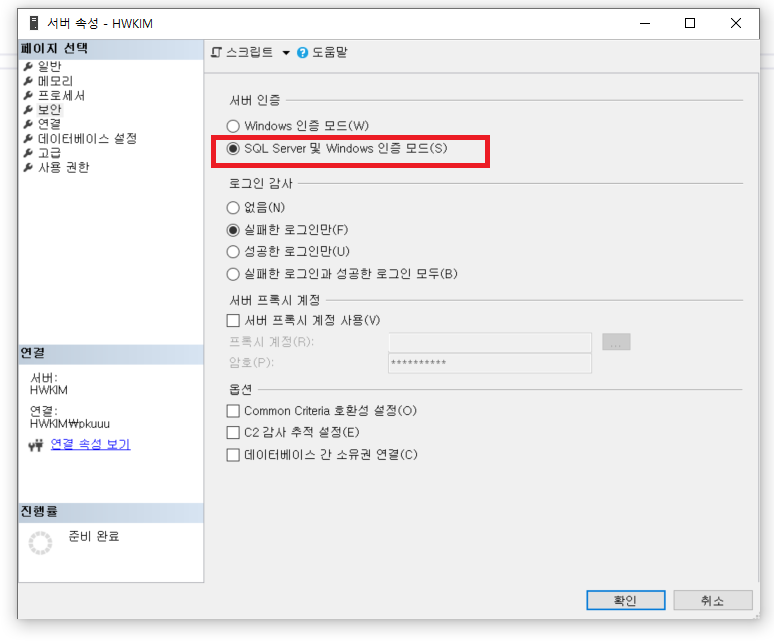 서버 속성 - HWKIM
페이지 선택
일반
메모리
프로세서
보안
연결
데이터베이스 설정
고급
사용 권한
스크립트
도움말
서버 인증
Windows 인증 모드(W)
SQL Server 및 Windows 인증 모드(S)
로그인 감사
없음(N)
실패한 로그인만(F)
성공한 로그인만(U)
실패한 로그인과 성공한 로그인 모두(B)
서버 프록시 계정
서버 프록시 계정 사용(V)
프록시 계정(R):
...
암호(P):
**********
옵션
Common Criteria 호환성 설정(O)
C2 감사 추적 설정(E)
데이터베이스 간 소유권 연결(C)
연결
서버:
HWKIM
연결:
HWKIM₩pkuuu
연결 속성 보기
진행률
준비 완료
확인
취소